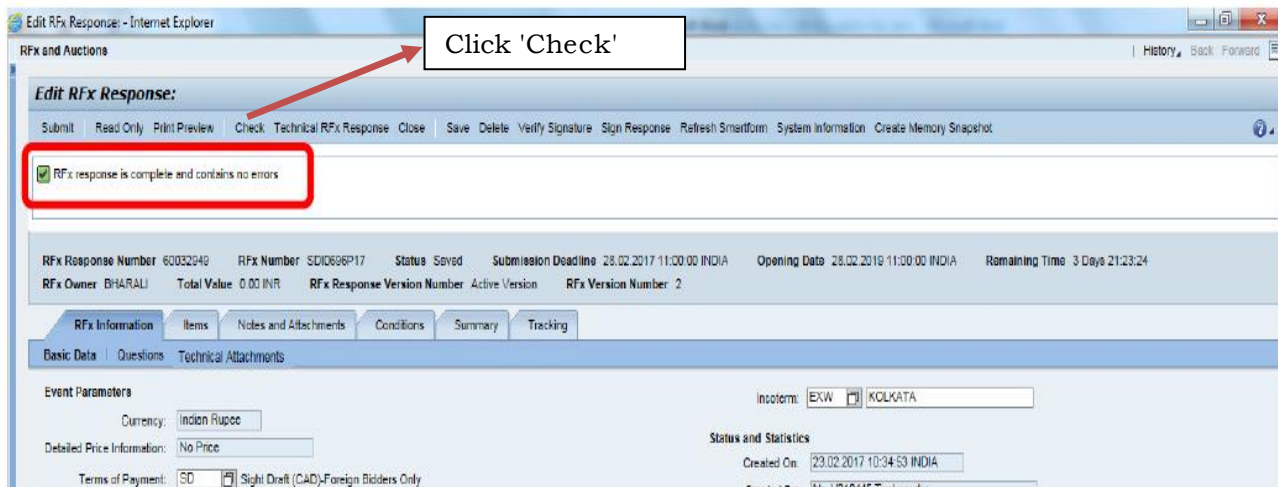 Edit RFx Response: - Internet Explorer
Click 'Check'
RFx and Auctions
History Back Forward
Edit RFx Response:
Submit Read Only Print Preview Check Technical RFx Response Close Save Delete Verify Signature Sign Response Refresh Smartform System Information Create Memory Snapshot
RFx response is complete and contains no errors
RFx Response Number 60032949 RFx Number SDI0696P17 Status Saved Submission Deadline 28.02.2017 11:00:00 INDIA Opening Date 28.02.2019 11:00:00 INDIA Remaining Time 3 Days 21:23:24
RFx Owner BHARALI Total Value 0.00 INR RFx Response Version Number Active Version RFx Version Number 2
RFx Information Items Notes and Attachments Conditions Summary Tracking
Basic Data Questions Technical Attachments
Event Parameters
Incoterm: EXW KOLKATA
Currency: Indian Rupee
Status and Statistics
Detailed Price Information: No Price
Created On: 23.02.2017 10:34:53 INDIA
Terms of Payment: SD Sight Draft (CAD)-Foreign Bidders Only